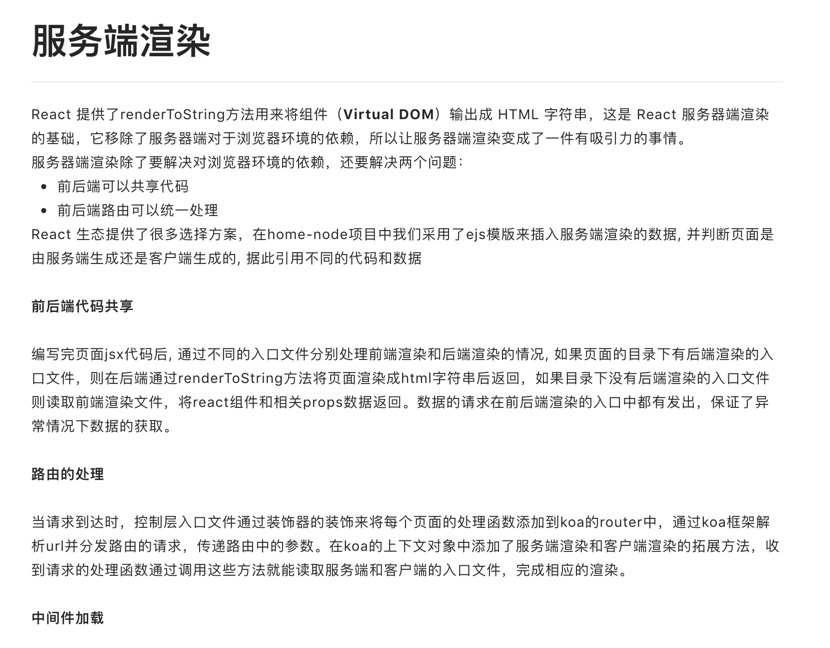 服务端渲染
React 提供了renderToString方法用来将组件（Virtual DOM）输出成 HTML 字符串，这是 React 服务器端渲染
的基础，它移除了服务器端对于浏览器环境的依赖，所以让服务器端渲染变成了一件有吸引力的事情。
服务器端渲染除了要解决对浏览器环境的依赖，还要解决两个问题：
• 前后端可以共享代码
• 前后端路由可以统一处理
React 生态提供了很多选择方案，在home-node项目中我们采用了ejs模版来插入服务端渲染的数据, 并判断页面是
由服务端生成还是客户端生成的, 据此引用不同的代码和数据
前后端代码共享
编写完页面jsx代码后, 通过不同的入口文件分别处理前端渲染和后端渲染的情况, 如果页面的目录下有后端渲染的入
口文件，则在后端通过renderToString方法将页面渲染成html字符串后返回，如果目录下没有后端渲染的入口文件
则读取前端渲染文件，将react组件和相关props数据返回。数据的请求在前后端渲染的入口中都有发出，保证了异
常情况下数据的获取。
路由的处理
当请求到达时，控制层入口文件通过装饰器的装饰来将每个页面的处理函数添加到koa的router中，通过koa框架解
析url并分发路由的请求，传递路由中的参数。在koa的上下文对象中添加了服务端渲染和客户端渲染的拓展方法，收
到请求的处理函数通过调用这些方法就能读取服务端和客户端的入口文件，完成相应的渲染。
中间件加载